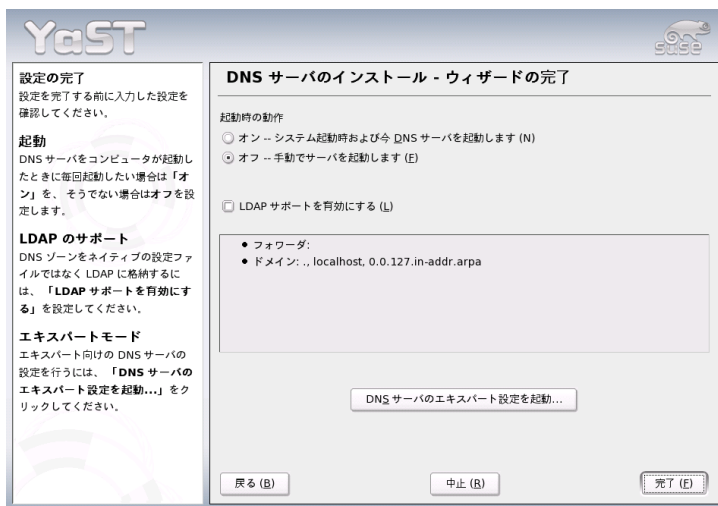 YaST
suse
設定の完了
設定を完了する前に入力した設定を
確認してください。
起動
DNS サーバをコンピュータが起動し
たときに毎回起動したい場合は「オ
ン」を、 そうでない場合はオフを設
定します。
LDAP のサポート
DNS ゾーンをネイティブの設定ファ
イルではなく LDAP に格納するに
は、 「LDAP サポートを有効にす
る」を設定してください。
エキスパートモード
エキスパート向けの DNS サーバの
設定を行うには、 「DNS サーバの
エキスパート設定を起動...」をク
リックしてください。
DNS サーバのインストール - ウィザードの完了
起動時の動作
オン -- システム起動時および今 DNS サーバを起動します (N)
オフ -- 手動でサーバを起動します (F)
LDAP サポートを有効にする (L)
• フォワーダ:
• ドメイン: ., localhost, 0.0.127.in-addr.arpa
DNS サーバのエキスパート設定を起動...
戻る (B)
中止 (R)
完了 (F)